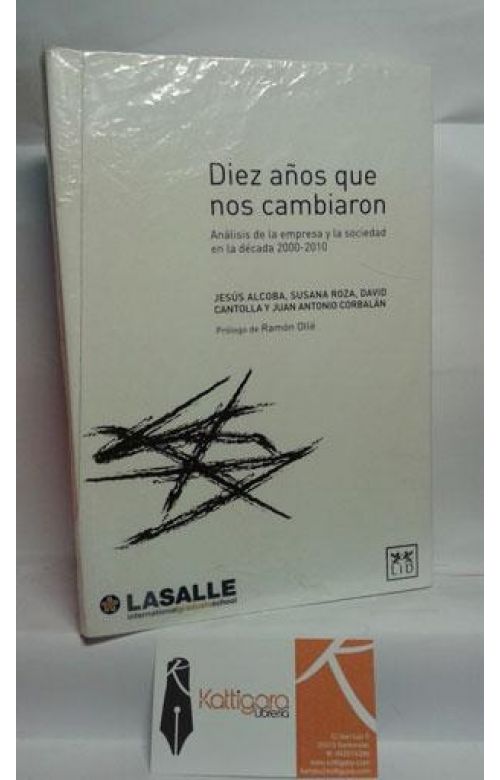 Diez años que
nos cambiaron
Análisis de la empresa y la sociedad
en la década 2000-2010
JESÚS ALCOBA, SUSANA ROZA, DAVID
CANTOLLA Y JUAN ANTONIO CORBALÁN
Prólogo de Ramón Ollé
LASALLE
internationalgraduateschool
LID
Kattigara
Librería